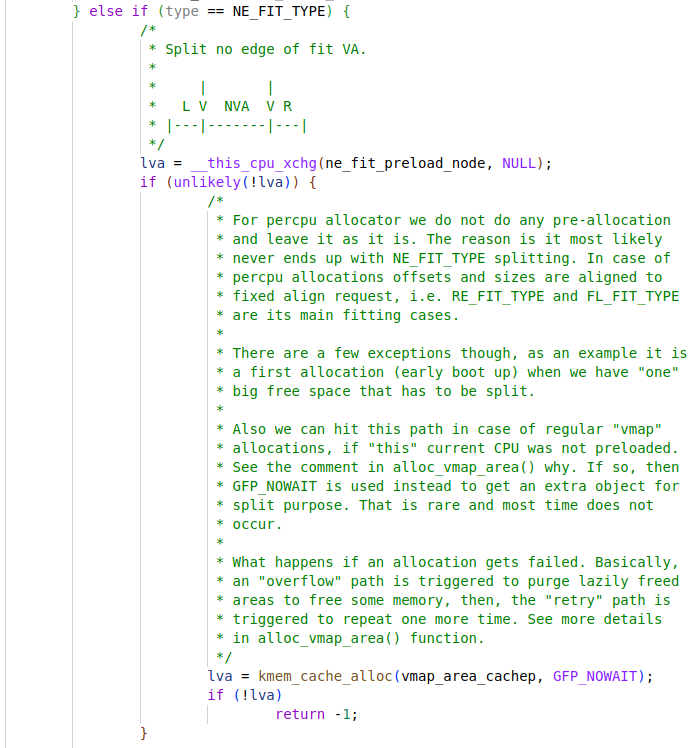 } else if (type == NE_FIT_TYPE) {
/*
* Split no edge of fit VA.
*
*     |       |
*   L V  NVA  V R
* |---|-------|---|
*/
lva = __this_cpu_xchg(ne_fit_preload_node, NULL);
if (unlikely(!lva)) {
/*
* For percpu allocator we do not do any pre-allocation
* and leave it as it is. The reason is it most likely
* never ends up with NE_FIT_TYPE splitting. In case of
* percpu allocations offsets and sizes are aligned to
* fixed align request, i.e. RE_FIT_TYPE and FL_FIT_TYPE
* are its main fitting cases.
*
* There are a few exceptions though, as an example it is
* a first allocation (early boot up) when we have "one"
* big free space that has to be split.
*
* Also we can hit this path in case of regular "vmap"
* allocations, if "this" current CPU was not preloaded.
* See the comment in alloc_vmap_area() why. If so, then
* GFP_NOWAIT is used instead to get an extra object for
* split purpose. That is rare and most time does not
* occur.
*
* What happens if an allocation gets failed. Basically,
* an "overflow" path is triggered to purge lazily freed
* areas to free some memory, then, the "retry" path is
* triggered to repeat one more time. See more details
* in alloc_vmap_area() function.
*/
lva = kmem_cache_alloc(vmap_area_cachep, GFP_NOWAIT);
if (!lva)
return -1;
}